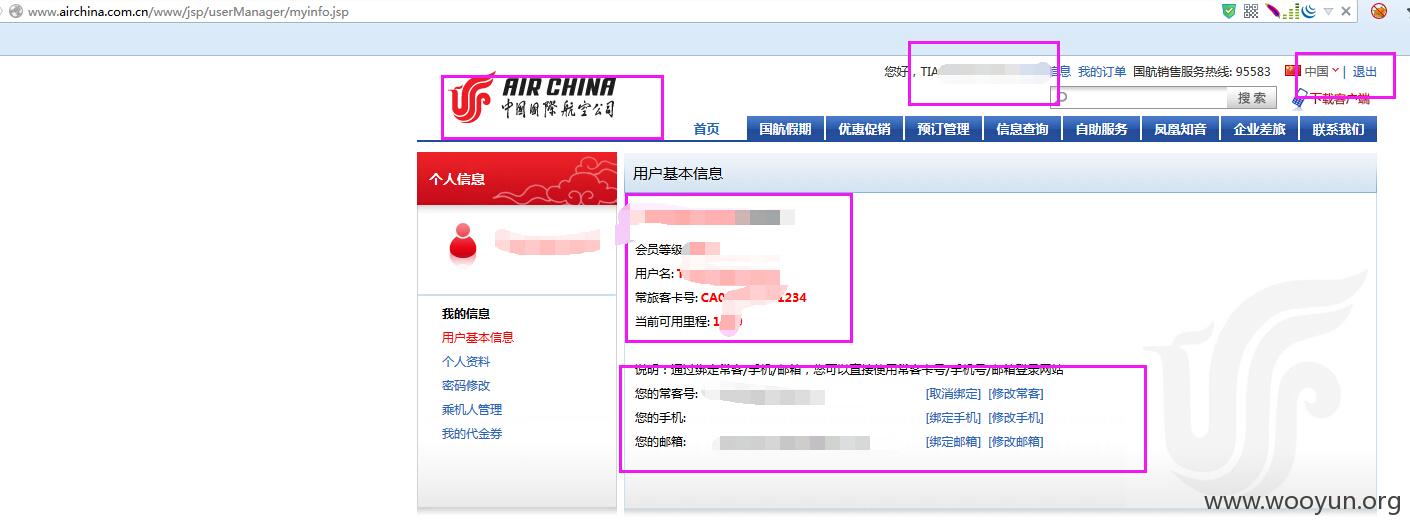 www.airchina.com.cn/www/jsp/userManager/myinfo.jsp
您好，TIA 信息 我的订单 国航销售服务热线: 95583 中国 | 退出
AIR CHINA
中国国际航空公司
搜 索
下载客户端
首页 国航假期 优惠促销 预订管理 信息查询 自助服务 凤凰知音 企业差旅 联系我们
个人信息
用户基本信息
会员等级
用户名: T
常旅客卡号: CA0 1234
当前可用里程: 1
我的信息
用户基本信息
个人资料
密码修改
乘机人管理
我的代金券
说明：通过绑定常客/手机/邮箱，您可以直接使用常客卡号/手机号/邮箱登录网站
您的常客号: [取消绑定] [修改常客]
您的手机: [绑定手机] [修改手机]
您的邮箱: [绑定邮箱] [修改邮箱]
www.wooyun.org